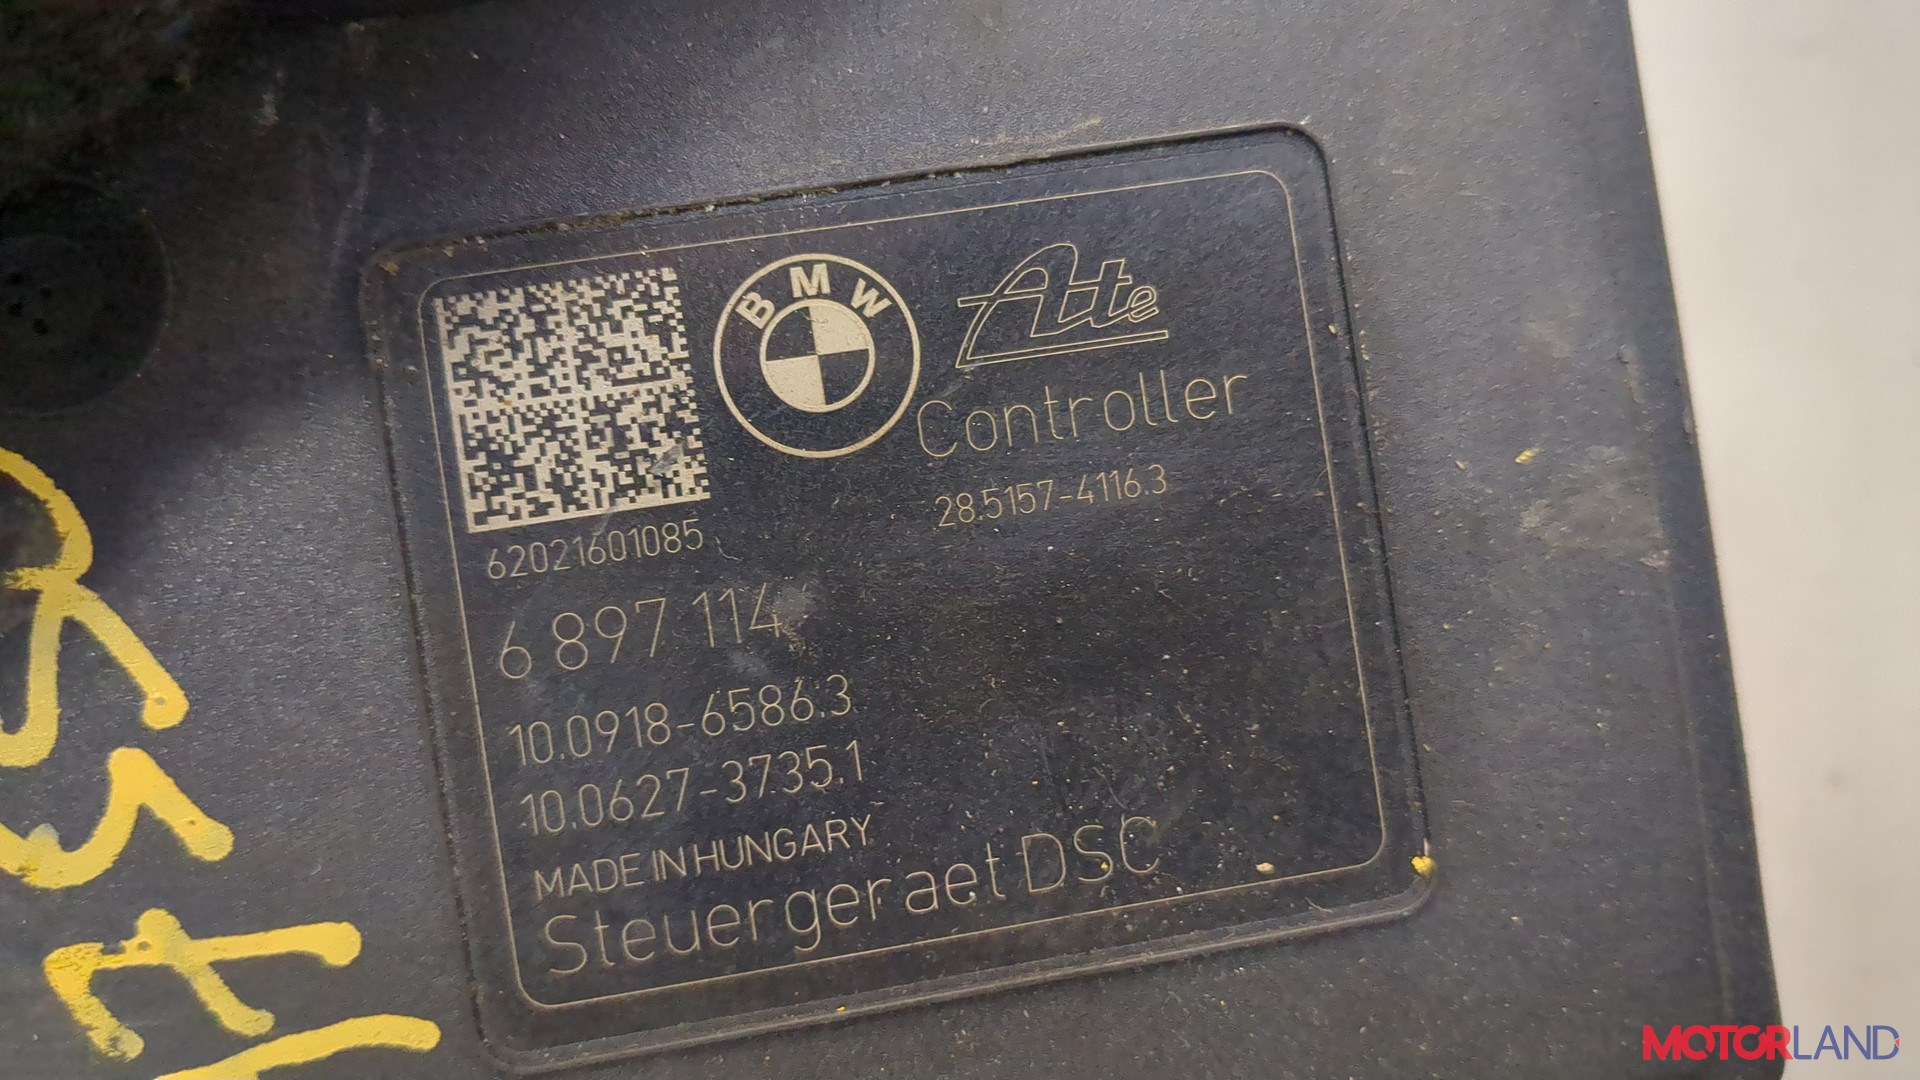 BMW
Ate
Controller
28.5157-4116.3
62021601085
6 897 114
10.0918-6586.3
10.0627-3735.1
MADE IN HUNGARY
Steuergeraet DSC
MOTORLAND